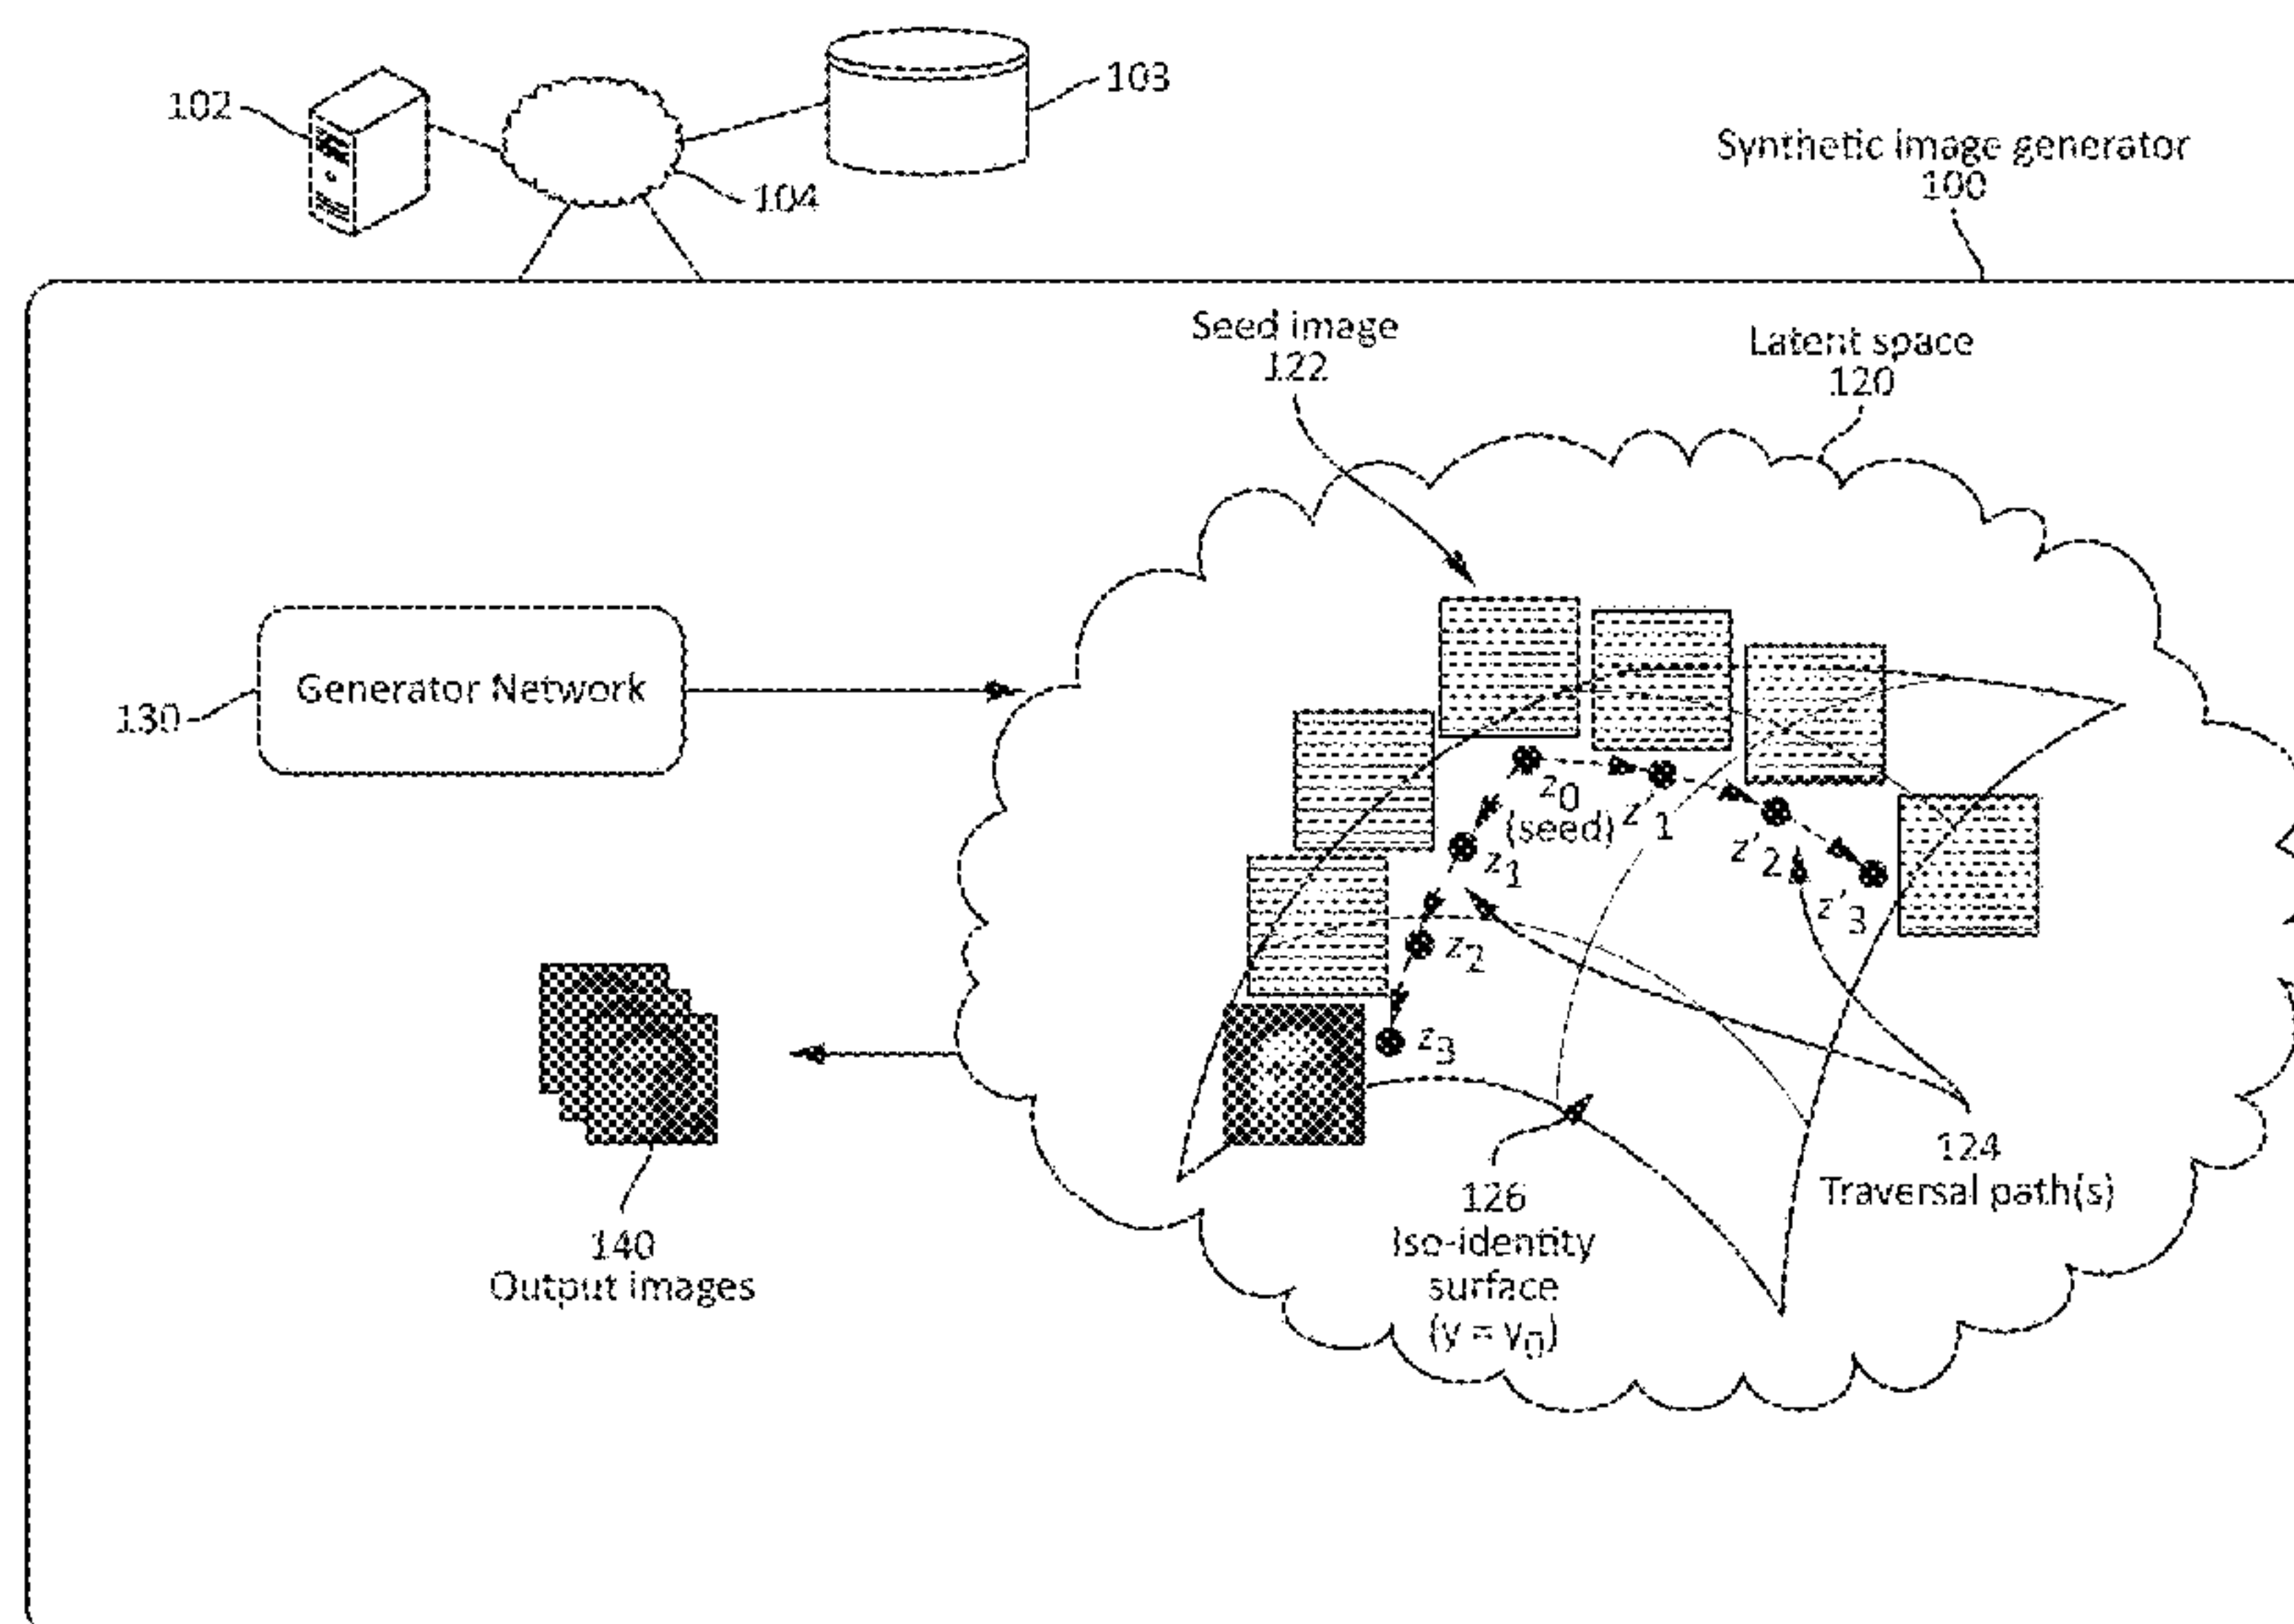 102
103
104
Synthetic image generator
100
Seed image
122
Latent space
120
Generator Network
130
z0
(seed)
z'1
z1
z'2
z'3
z2
z3
124
Traversal path(s)
126
Iso-identity
surface
(y = y0)
140
Output images